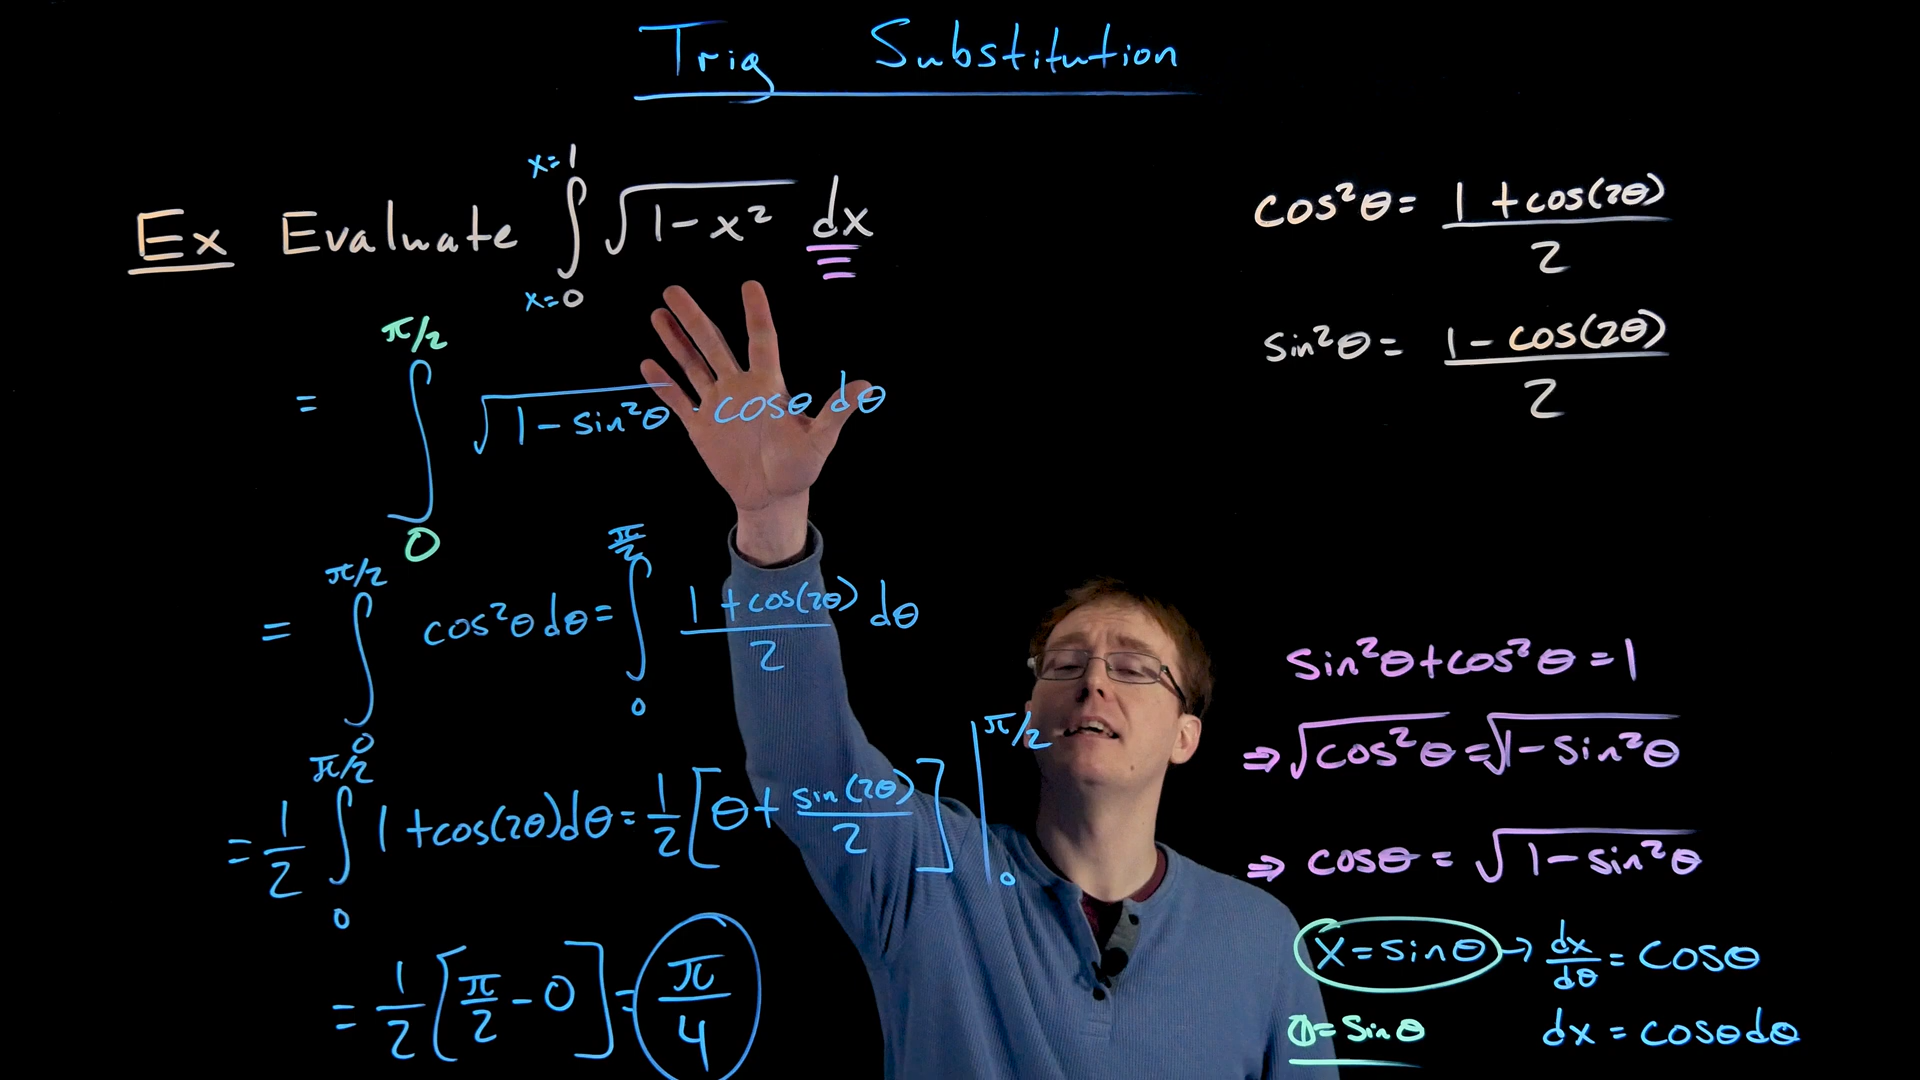 Trig Substitution
Ex Evaluate ∫_{x=0}^{x=1} √(1-x²) dx
= ∫_0^{π/2} √(1-sin²θ) · cosθ dθ
= ∫_0^{π/2} cos²θ dθ = ∫_0^{π/2} (1+cos(2θ))/2 dθ
= 1/2 ∫_0^{π/2} 1+cos(2θ)dθ = 1/2 [θ + sin(2θ)/2] |_0^{π/2}
= 1/2 [π/2 - 0] = π/4
cos²θ = (1+cos(2θ))/2
sin²θ = (1-cos(2θ))/2
sin²θ+cos²θ=1
⇒ √(cos²θ) = √(1-sin²θ)
⇒ cosθ = √(1-sin²θ)
x=sinθ → dx/dθ = cosθ
= sinθ dx = cosθdθ